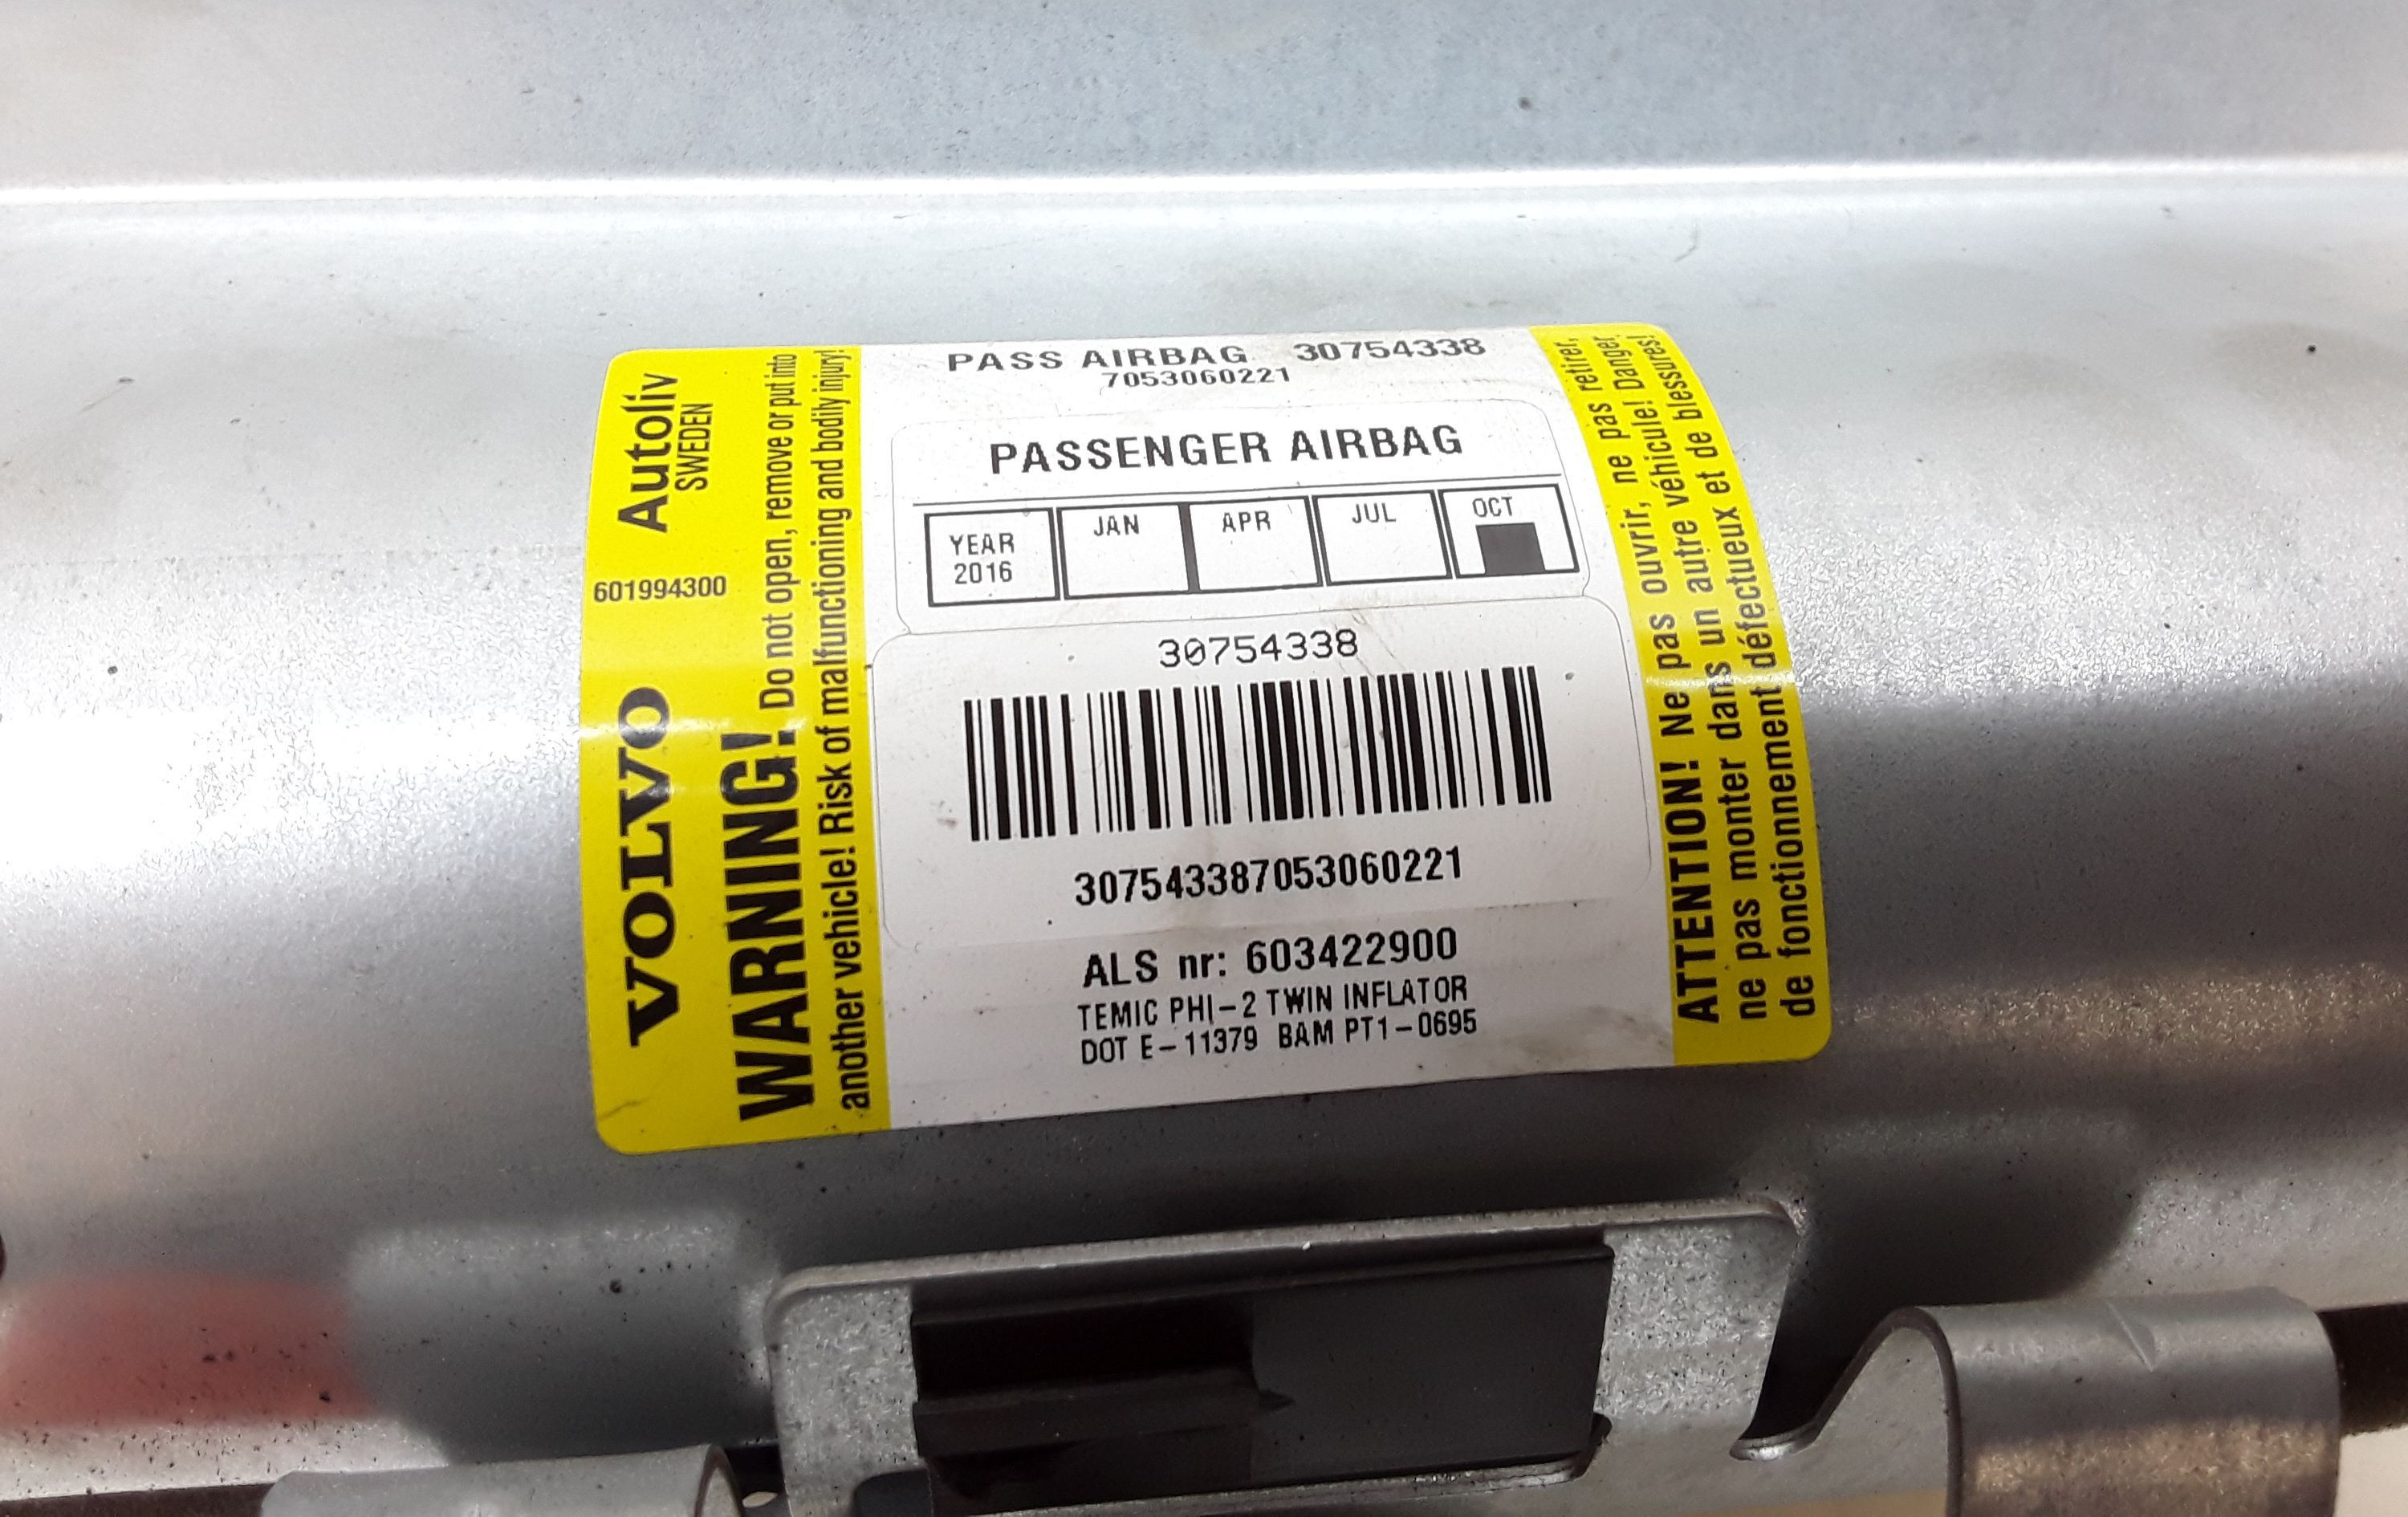 VOLVO
601994300
Autoliv
SWEDEN
WARNING! Do not open, remove or put into
another vehicle! Risk of malfunctioning and bodily injury!
PASS AIRBAG 30754338
7053060221
PASSENGER AIRBAG
YEAR
2016
JAN
APR
JUL
OCT
30754338
307543387053060221
ALS nr: 603422900
TEMIC PHI-2 TWIN INFLATOR
DOT E-11379 BAM PT1-0695
ATTENTION! Ne pas ouvrir, ne pas retirer,
ne pas monter dans un autre véhicule! Danger
de fonctionnement défectueux et de blessures!